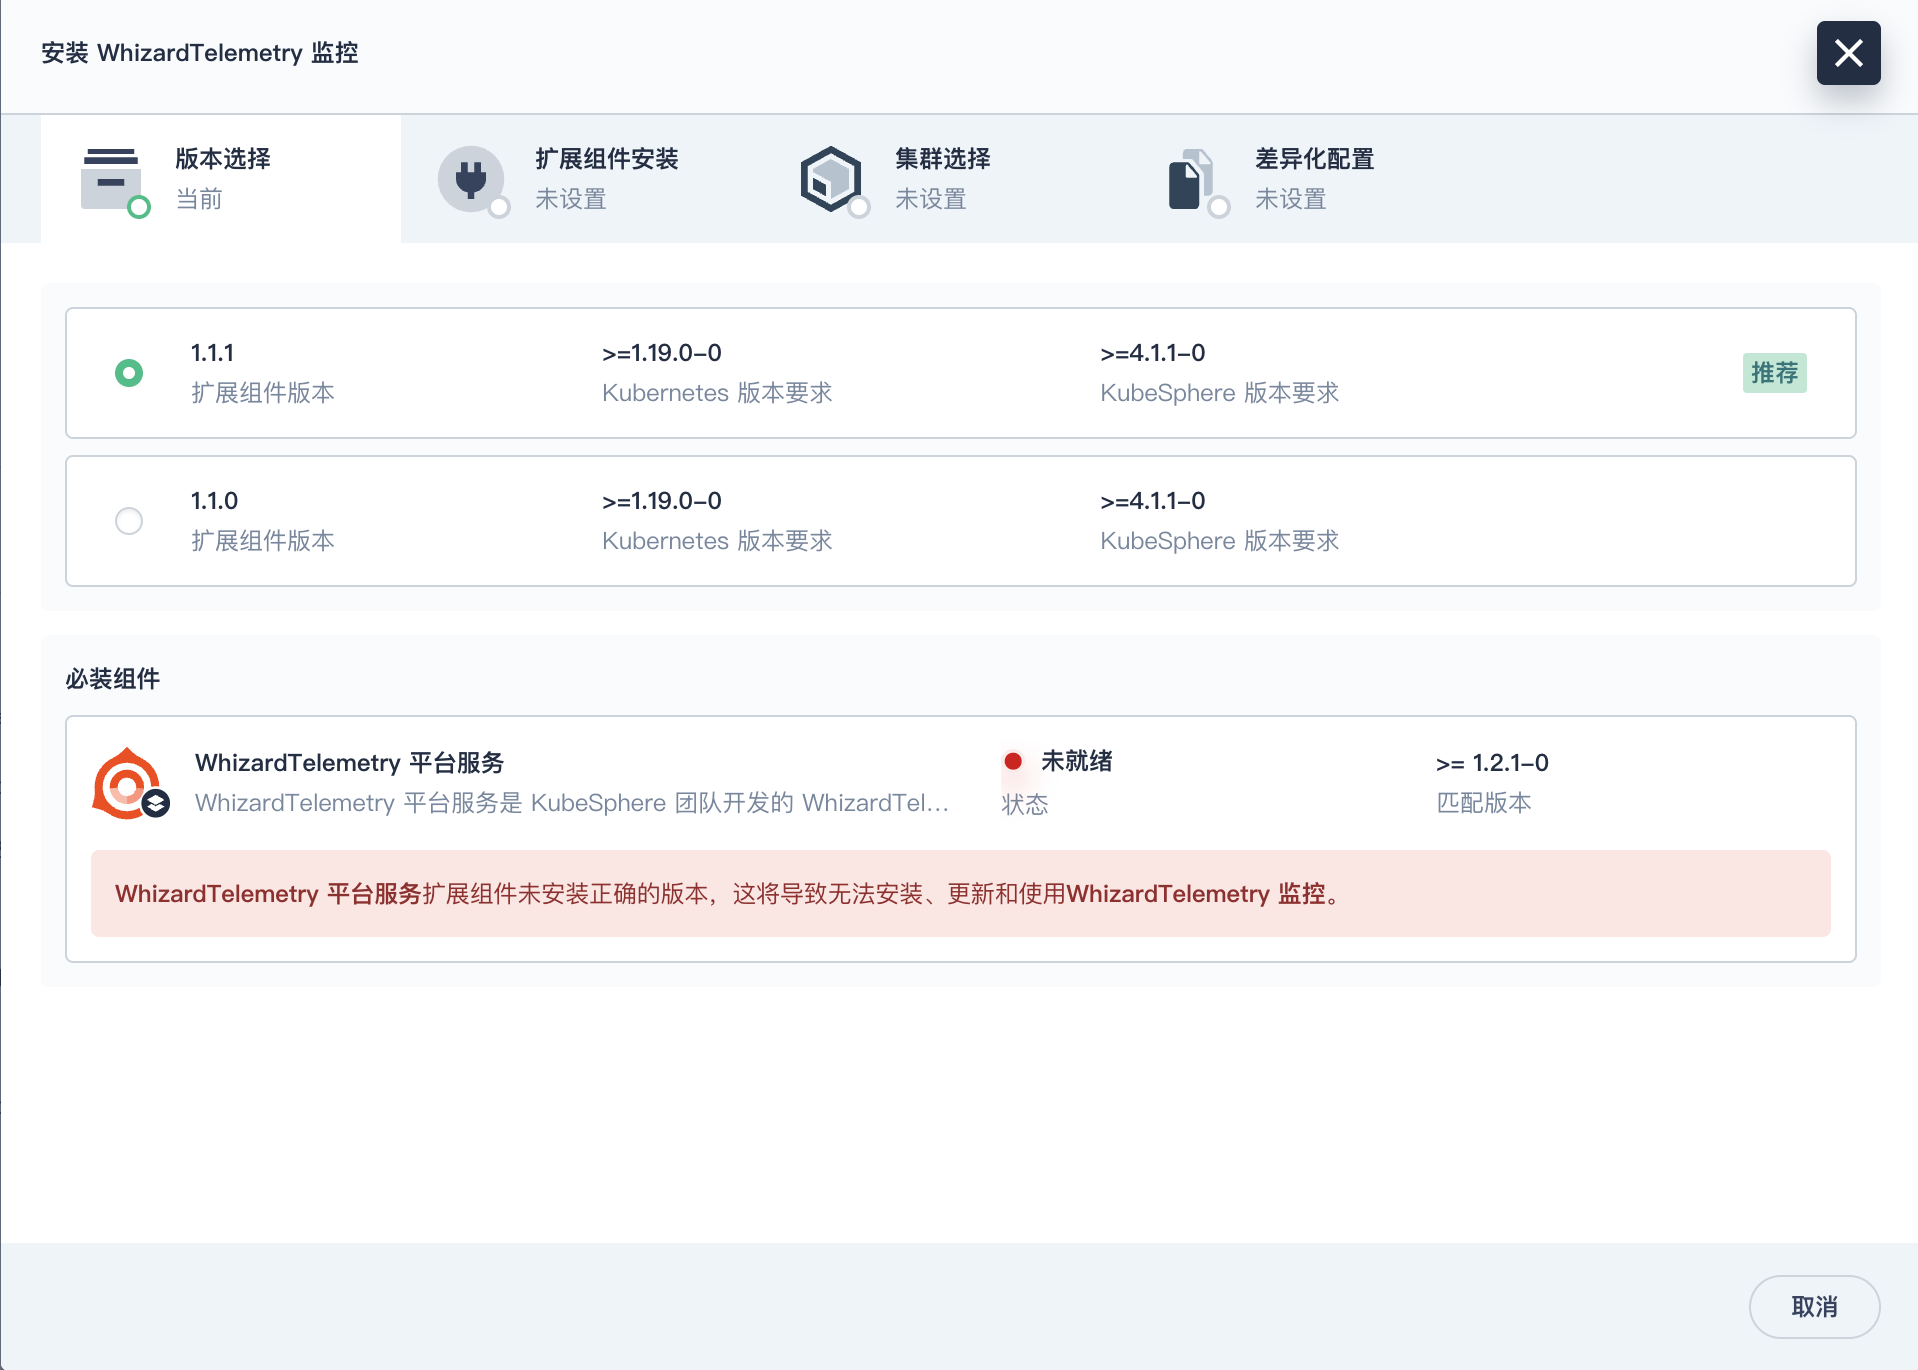 安装 WhizardTelemetry 监控
版本选择
当前
扩展组件安装
未设置
集群选择
未设置
差异化配置
未设置
1.1.1
扩展组件版本
>=1.19.0-0
Kubernetes 版本要求
>=4.1.1-0
KubeSphere 版本要求
推荐
1.1.0
扩展组件版本
>=1.19.0-0
Kubernetes 版本要求
>=4.1.1-0
KubeSphere 版本要求
必装组件
WhizardTelemetry 平台服务
WhizardTelemetry 平台服务是 KubeSphere 团队开发的 WhizardTel...
未就绪
状态
>= 1.2.1-0
匹配版本
WhizardTelemetry 平台服务扩展组件未安装正确的版本，这将导致无法安装、更新和使用WhizardTelemetry 监控。
取消